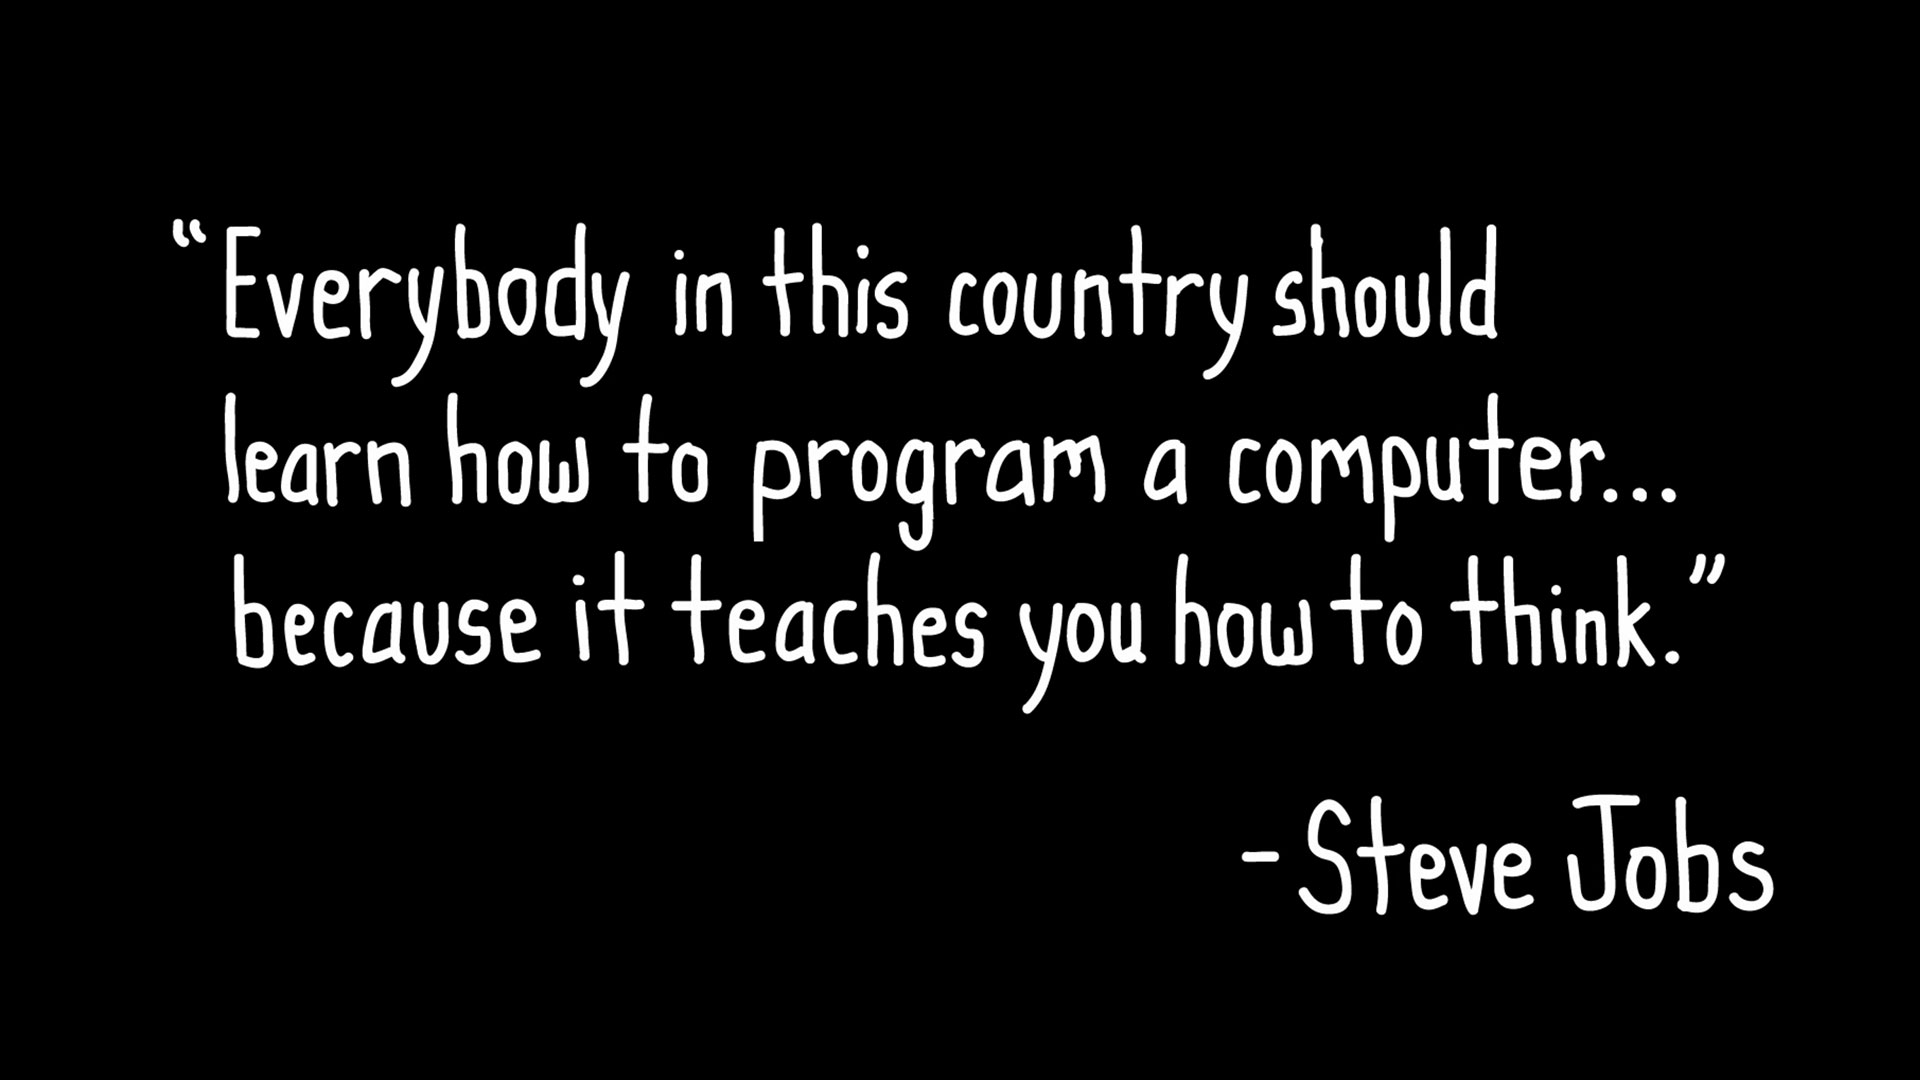 “Everybody in this country should
learn how to program a computer...
because it teaches you how to think.”
-Steve Jobs